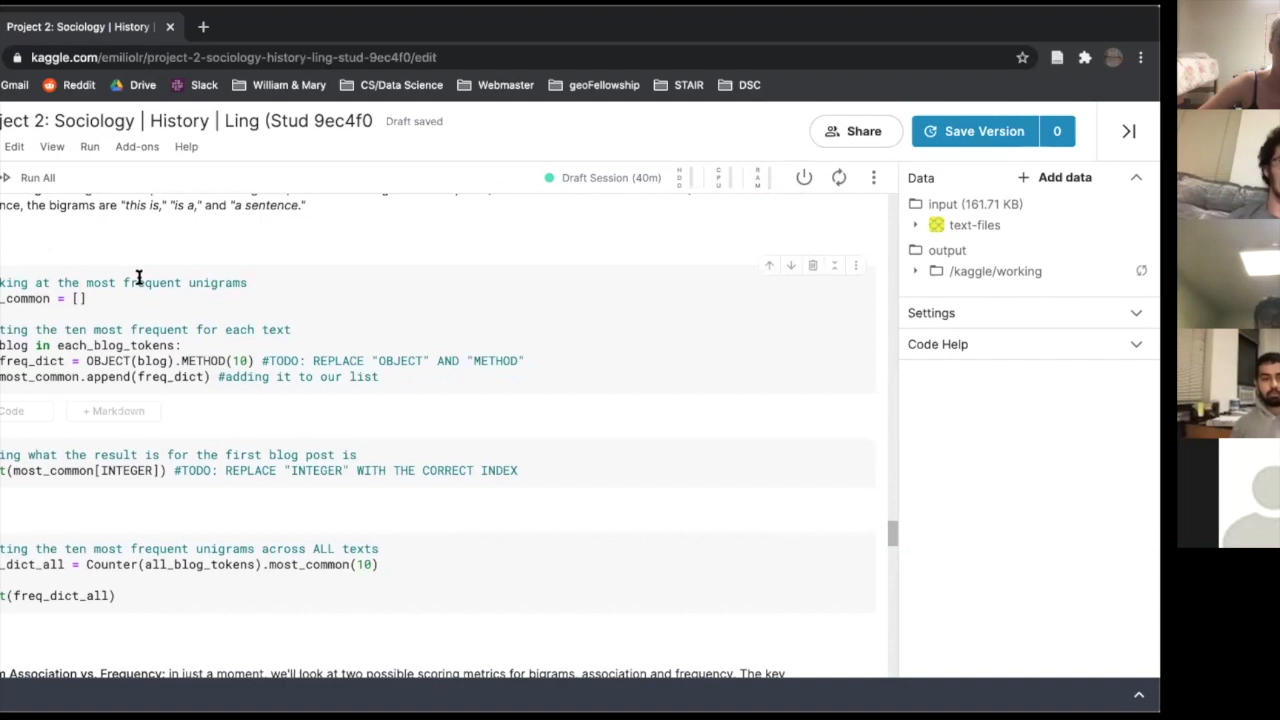 Project 2: Sociology | History |
kaggle.com/emiliolr/project-2-sociology-history-ling-stud-9ec4f0/edit
Gmail Reddit Drive Slack William & Mary CS/Data Science Webmaster geoFellowship STAIR DSC
ject 2: Sociology | History | Ling (Stud 9ec4f0 Draft saved
Share
Save Version 0
Edit View Run Add-ons Help
Run All
Draft Session (40m)
HDD
CPU
RAM
nce, the bigrams are "this is," "is a," and "a sentence."
king at the most frequent unigrams
_common = []
ting the ten most frequent for each text
blog in each_blog_tokens:
freq_dict = OBJECT(blog).METHOD(10) #TODO: REPLACE "OBJECT" AND "METHOD"
most_common.append(freq_dict) #adding it to our list
Code + Markdown
ing what the result is for the first blog post is
t(most_common[INTEGER]) #TODO: REPLACE "INTEGER" WITH THE CORRECT INDEX
ting the ten most frequent unigrams across ALL texts
_dict_all = Counter(all_blog_tokens).most_common(10)
t(freq_dict_all)
m Association vs. Frequency: in just a moment, we'll look at two possible scoring metrics for bigrams, association and frequency. The key
Data
+ Add data
input (161.71 KB)
text-files
output
/kaggle/working
Settings
Code Help